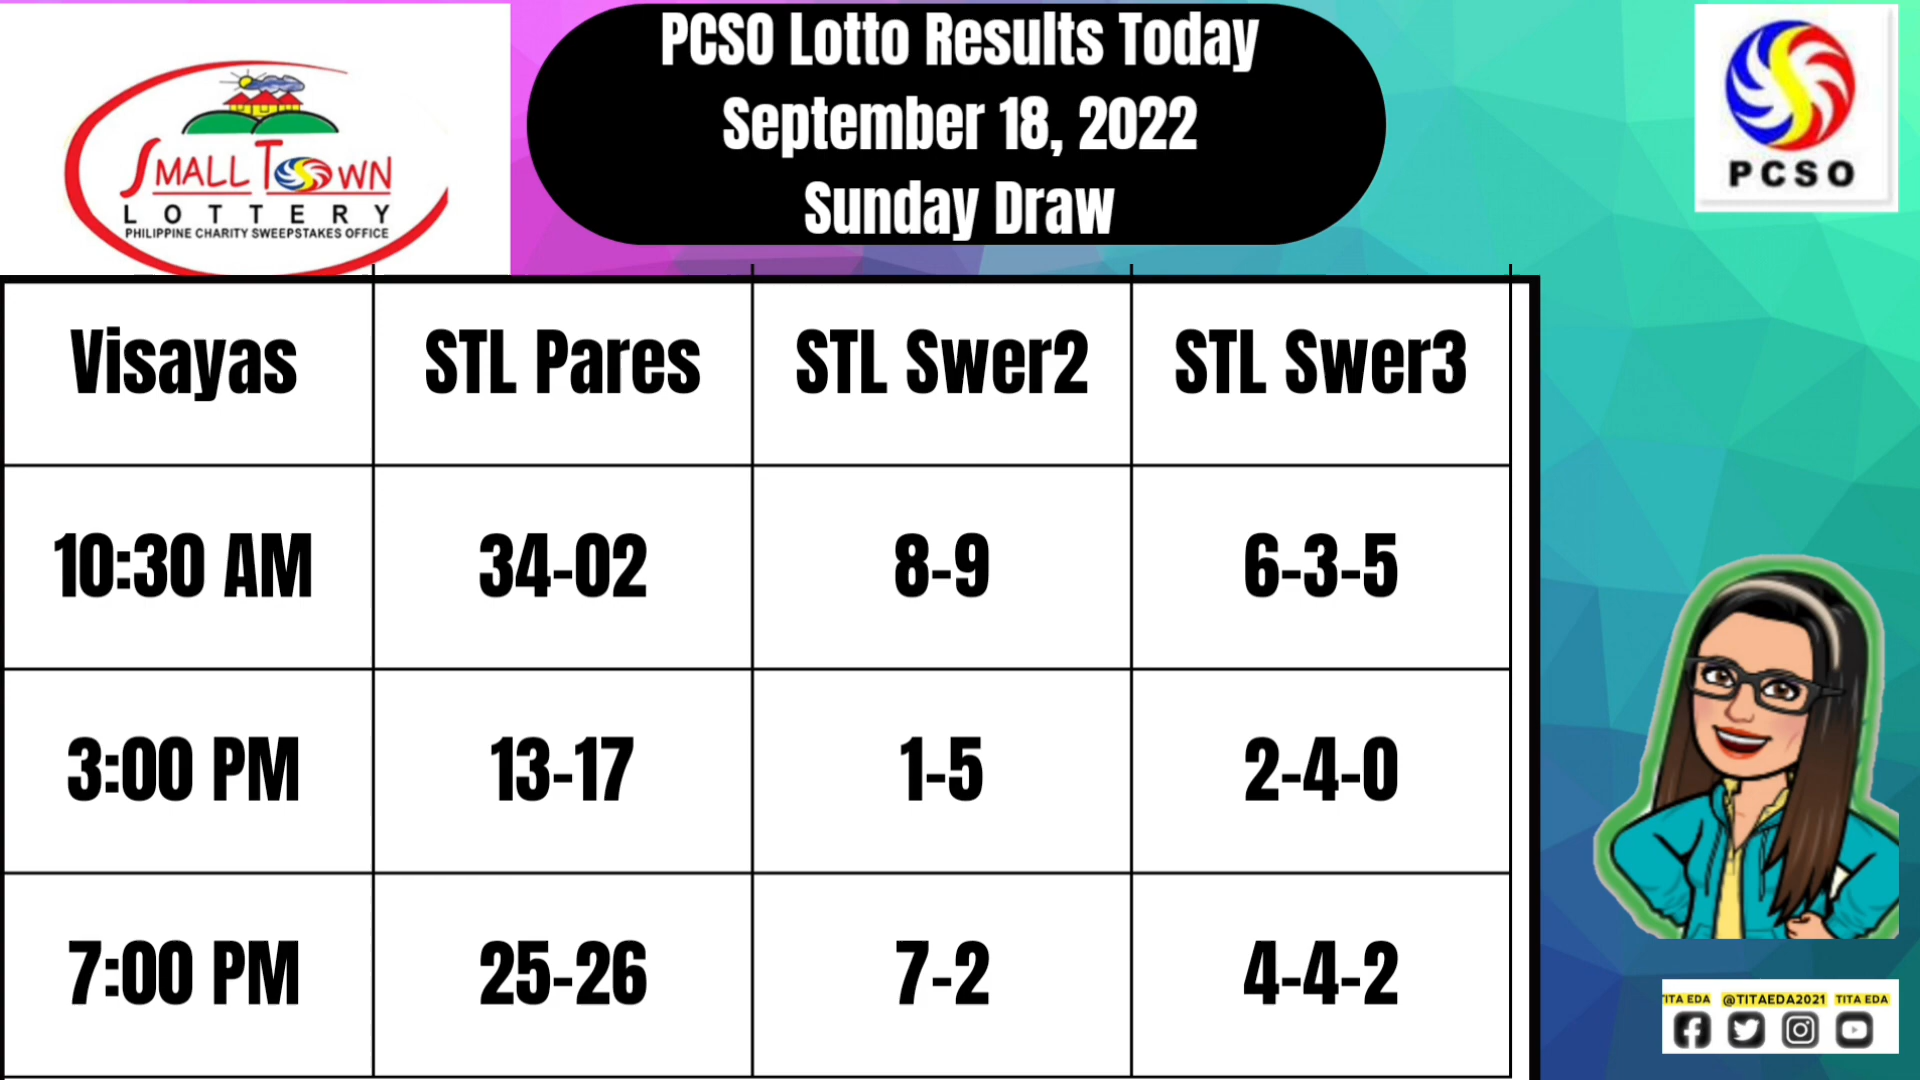 PCSO Lotto Results Today
September 18, 2022
Sunday Draw
SMALL TOWN
LOTTERY
PHILIPPINE CHARITY SWEEPSTAKES OFFICE
PCSO
Visayas STL Pares STL Swer2 STL Swer3
10:30 AM 34-02 8-9 6-3-5
3:00 PM 13-17 1-5 2-4-0
7:00 PM 25-26 7-2 4-4-2
ITA EDA @TITAEDA2021 TITA EDA